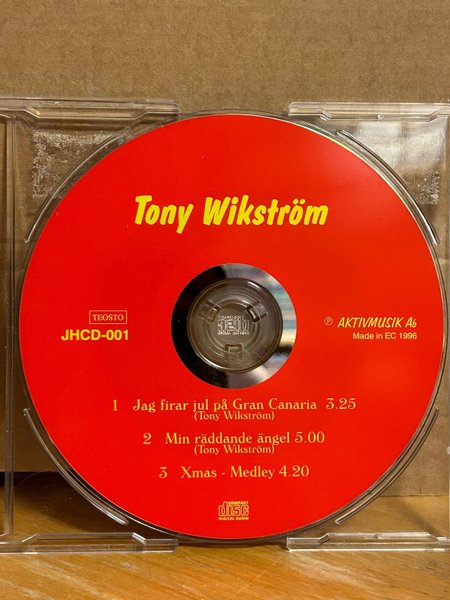 Tony Wikström
TEOSTO
JHCD-001
℗ AKTIVMUSIK Ab
Made in EC 1996
1 Jag firar jul på Gran Canaria 3.25
(Tony Wikström)
2 Min räddande ängel 5.00
(Tony Wikström)
3 Xmas - Medley 4.20
COMPACT
disc
DIGITAL AUDIO